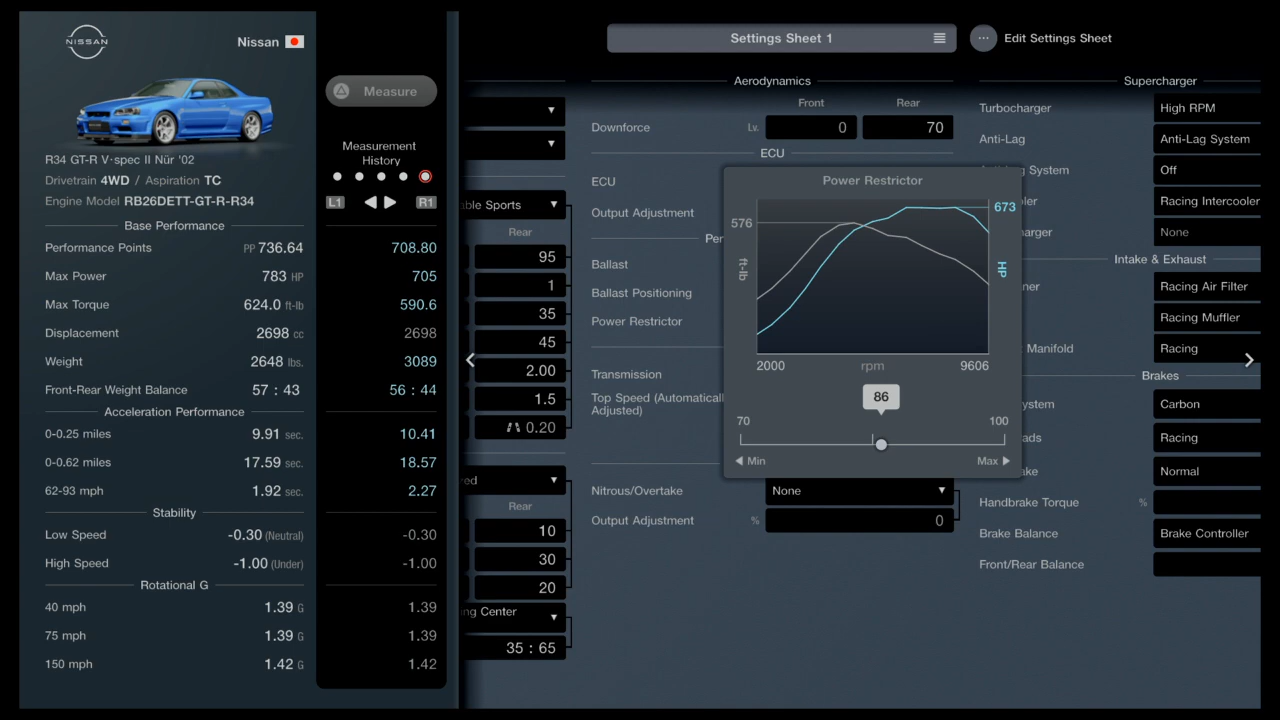 NISSAN
Nissan
R34 GT-R V·spec II Nür '02
Drivetrain 4WD / Aspiration TC
Engine Model RB26DETT-GT-R-R34
Measure
Measurement
History
L1 R1
Base Performance
Performance Points PP 736.64 708.80
Max Power 783 HP 705
Max Torque 624.0 ft-lb 590.6
Displacement 2698 cc 2698
Weight 2648 lbs. 3089
Front-Rear Weight Balance 57 : 43 56 : 44
Acceleration Performance
0-0.25 miles 9.91 sec. 10.41
0-0.62 miles 17.59 sec. 18.57
62-93 mph 1.92 sec. 2.27
Stability
Low Speed -0.30 (Neutral) -0.30
High Speed -1.00 (Under) -1.00
Rotational G
40 mph 1.39 G 1.39
75 mph 1.39 G 1.39
150 mph 1.42 G 1.42
Settings Sheet 1
Edit Settings Sheet
Sports
Rear
95
1
35
45
2.00
1.5
0.20
Rear
10
30
20
Center
35 : 65
Aerodynamics
Front Rear
Downforce Lv. 0 70
ECU
ECU
Output Adjustment
Ballast
Ballast Positioning
Power Restrictor
Transmission
Top Speed (Automatically
Adjusted)
Nitrous/Overtake None
Output Adjustment % 0
Power Restrictor
576 673
ft-lb HP
2000 rpm 9606
86
70 100
Min Max
Supercharger
Turbocharger High RPM
Anti-Lag Anti-Lag System
System Off
Racing Intercooler
None
Intake & Exhaust
Racing Air Filter
Racing Muffler
Manifold Racing
Brakes
Carbon
Racing
Normal
Handbrake Torque %
Brake Balance Brake Controller
Front/Rear Balance